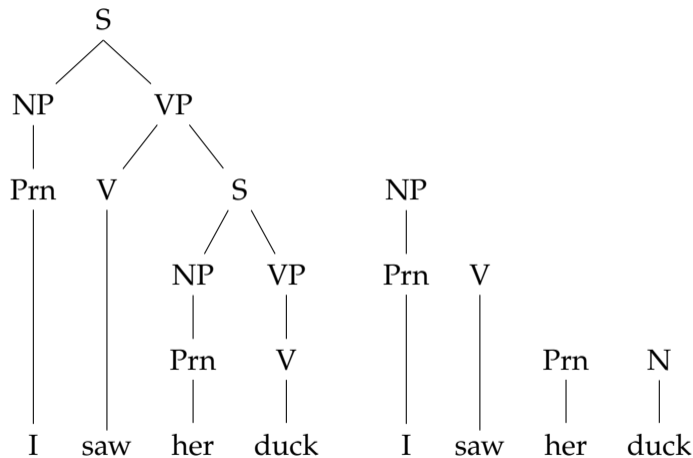 S
NP VP
Prn V S NP
NP VP Prn V
Prn V Prn N
I saw her duck I saw her duck